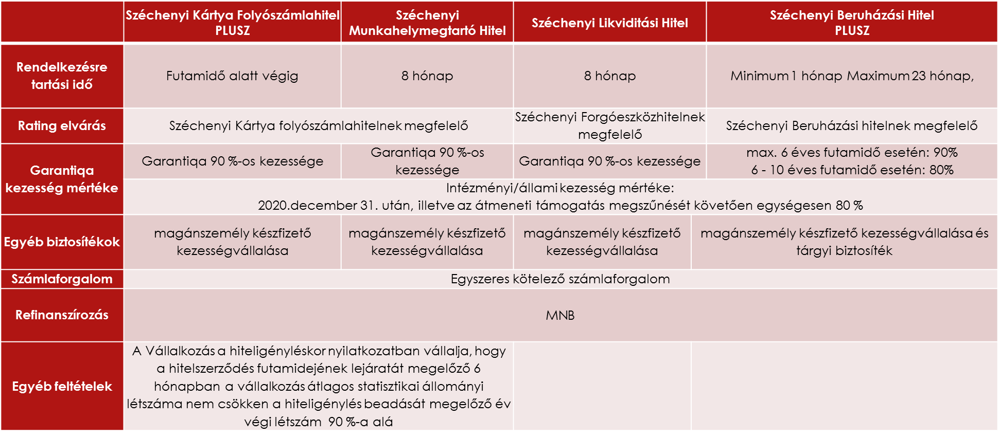 Széchenyi Kártya Folyószámlahitel
PLUSZ
Széchenyi
Munkahelymegtartó Hitel
Széchenyi Likviditási Hitel
Széchenyi Beruházási Hitel
PLUSZ
Rendelkezésre
tartási idő
Futamidő alatt végig
8 hónap
8 hónap
Minimum 1 hónap Maximum 23 hónap,
Rating elvárás
Széchenyi Kártya folyószámlahitelnek megfelelő
Széchenyi Forgóeszközhitelnek
megfelelő
Széchenyi Beruházási hitelnek megfelelő
Garantiqa
kezesség mértéke
Garantiqa 90 %-os kezessége
Garantiqa 90 %-os
kezessége
Garantiqa 90 %-os kezessége
max. 6 éves futamidő esetén: 90%
6 - 10 éves futamidő esetén: 80%
Intézményi/állami kezesség mértéke:
2020.december 31. után, illetve az átmeneti támogatás megszűnését követően egységesen 80 %
Egyéb biztosítékok
magánszemély készfizető
kezességvállalása
magánszemély készfizető
kezességvállalása
magánszemély készfizető
kezességvállalása
magánszemély készfizető kezességvállalása és
tárgyi biztosíték
Számlaforgalom
Egyszeres kötelező számlaforgalom
Refinanszírozás
MNB
Egyéb feltételek
A Vállalkozás a hiteligényléskor nyilatkozatban vállalja, hogy
a hitelszerződés futamidejének lejáratát megelőző 6
hónapban a vállalkozás átlagos statisztikai állományi
létszáma nem csökken a hiteligénylés beadását megelőző év
végi létszám 90 %-a alá